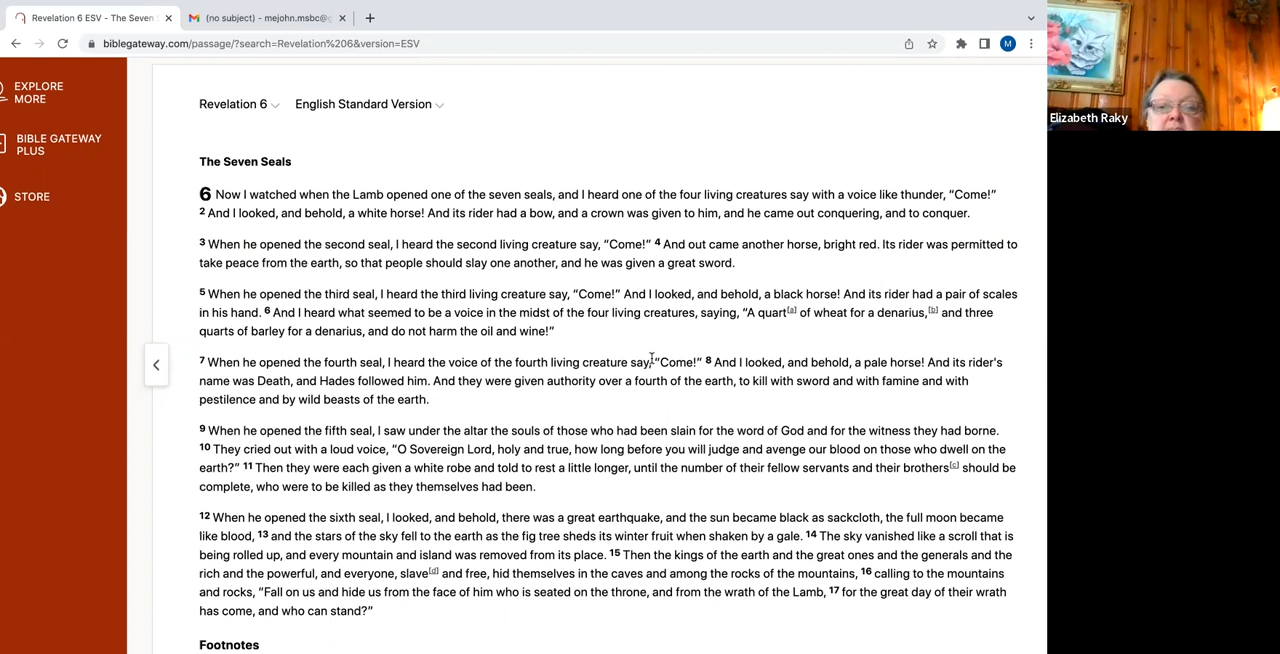 Revelation 6 ESV - The Seven
(no subject) - mejohn.msbc@g
biblegateway.com/passage/?search=Revelation%206&version=ESV
M
EXPLORE
MORE
BIBLE GATEWAY
PLUS
STORE
Revelation 6
English Standard Version
The Seven Seals
6 Now I watched when the Lamb opened one of the seven seals, and I heard one of the four living creatures say with a voice like thunder, “Come!”
2 And I looked, and behold, a white horse! And its rider had a bow, and a crown was given to him, and he came out conquering, and to conquer.
3 When he opened the second seal, I heard the second living creature say, “Come!” 4 And out came another horse, bright red. Its rider was permitted to
take peace from the earth, so that people should slay one another, and he was given a great sword.
5 When he opened the third seal, I heard the third living creature say, “Come!” And I looked, and behold, a black horse! And its rider had a pair of scales
in his hand. 6 And I heard what seemed to be a voice in the midst of the four living creatures, saying, “A quart[a] of wheat for a denarius,[b] and three
quarts of barley for a denarius, and do not harm the oil and wine!”
7 When he opened the fourth seal, I heard the voice of the fourth living creature say, “Come!” 8 And I looked, and behold, a pale horse! And its rider's
name was Death, and Hades followed him. And they were given authority over a fourth of the earth, to kill with sword and with famine and with
pestilence and by wild beasts of the earth.
9 When he opened the fifth seal, I saw under the altar the souls of those who had been slain for the word of God and for the witness they had borne.
10 They cried out with a loud voice, “O Sovereign Lord, holy and true, how long before you will judge and avenge our blood on those who dwell on the
earth?” 11 Then they were each given a white robe and told to rest a little longer, until the number of their fellow servants and their brothers[c] should be
complete, who were to be killed as they themselves had been.
12 When he opened the sixth seal, I looked, and behold, there was a great earthquake, and the sun became black as sackcloth, the full moon became
like blood, 13 and the stars of the sky fell to the earth as the fig tree sheds its winter fruit when shaken by a gale. 14 The sky vanished like a scroll that is
being rolled up, and every mountain and island was removed from its place. 15 Then the kings of the earth and the great ones and the generals and the
rich and the powerful, and everyone, slave[d] and free, hid themselves in the caves and among the rocks of the mountains, 16 calling to the mountains
and rocks, “Fall on us and hide us from the face of him who is seated on the throne, and from the wrath of the Lamb, 17 for the great day of their wrath
has come, and who can stand?”
Footnotes
Elizabeth Raky